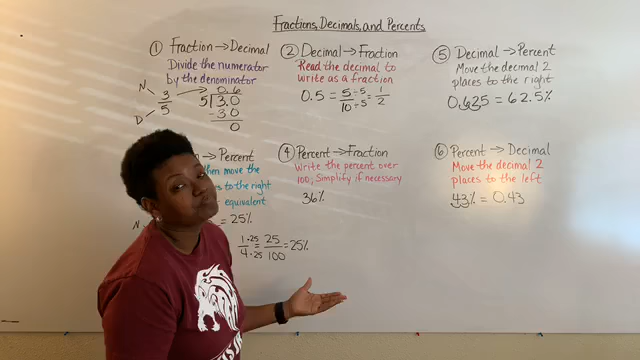 Fractions, Decimals, and Percents
① Fraction → Decimal
Divide the numerator
by the denominator
N
3/5
D
0.6
5 | 3.0
-30
0
② Decimal → Fraction
Read the decimal to
write as a fraction
0.5 = 5/10 ÷5/÷5 = 1/2
→ Percent
then move the
to the right
equivalent
N
= 25%
1·25/4·25 = 25/100 = 25%
④ Percent → Fraction
Write the percent over
100; Simplify if necessary
36%
⑤ Decimal → Percent
Move the decimal 2
places to the right
0.625 = 62.5%
⑥ Percent → Decimal
Move the decimal 2
places to the left
43% = 0.43